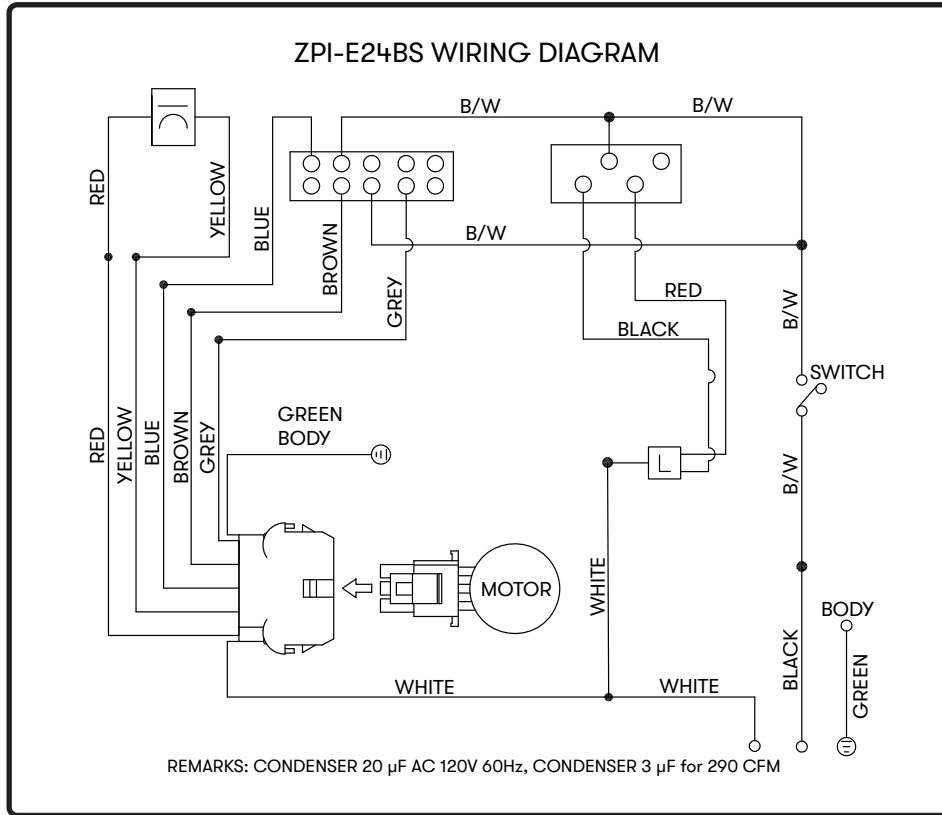 ZPI-E24BS WIRING DIAGRAM
B/W
B/W
RED
YELLOW
BLUE
BROWN
GREY
B/W
RED
BLACK
B/W
SWITCH
GREEN
BODY
RED
YELLOW
BLUE
BROWN
GREY
L
B/W
MOTOR
WHITE
BODY
BLACK
GREEN
WHITE
WHITE
REMARKS: CONDENSER 20 µF AC 120V 60Hz, CONDENSER 3 µF for 290 CFM